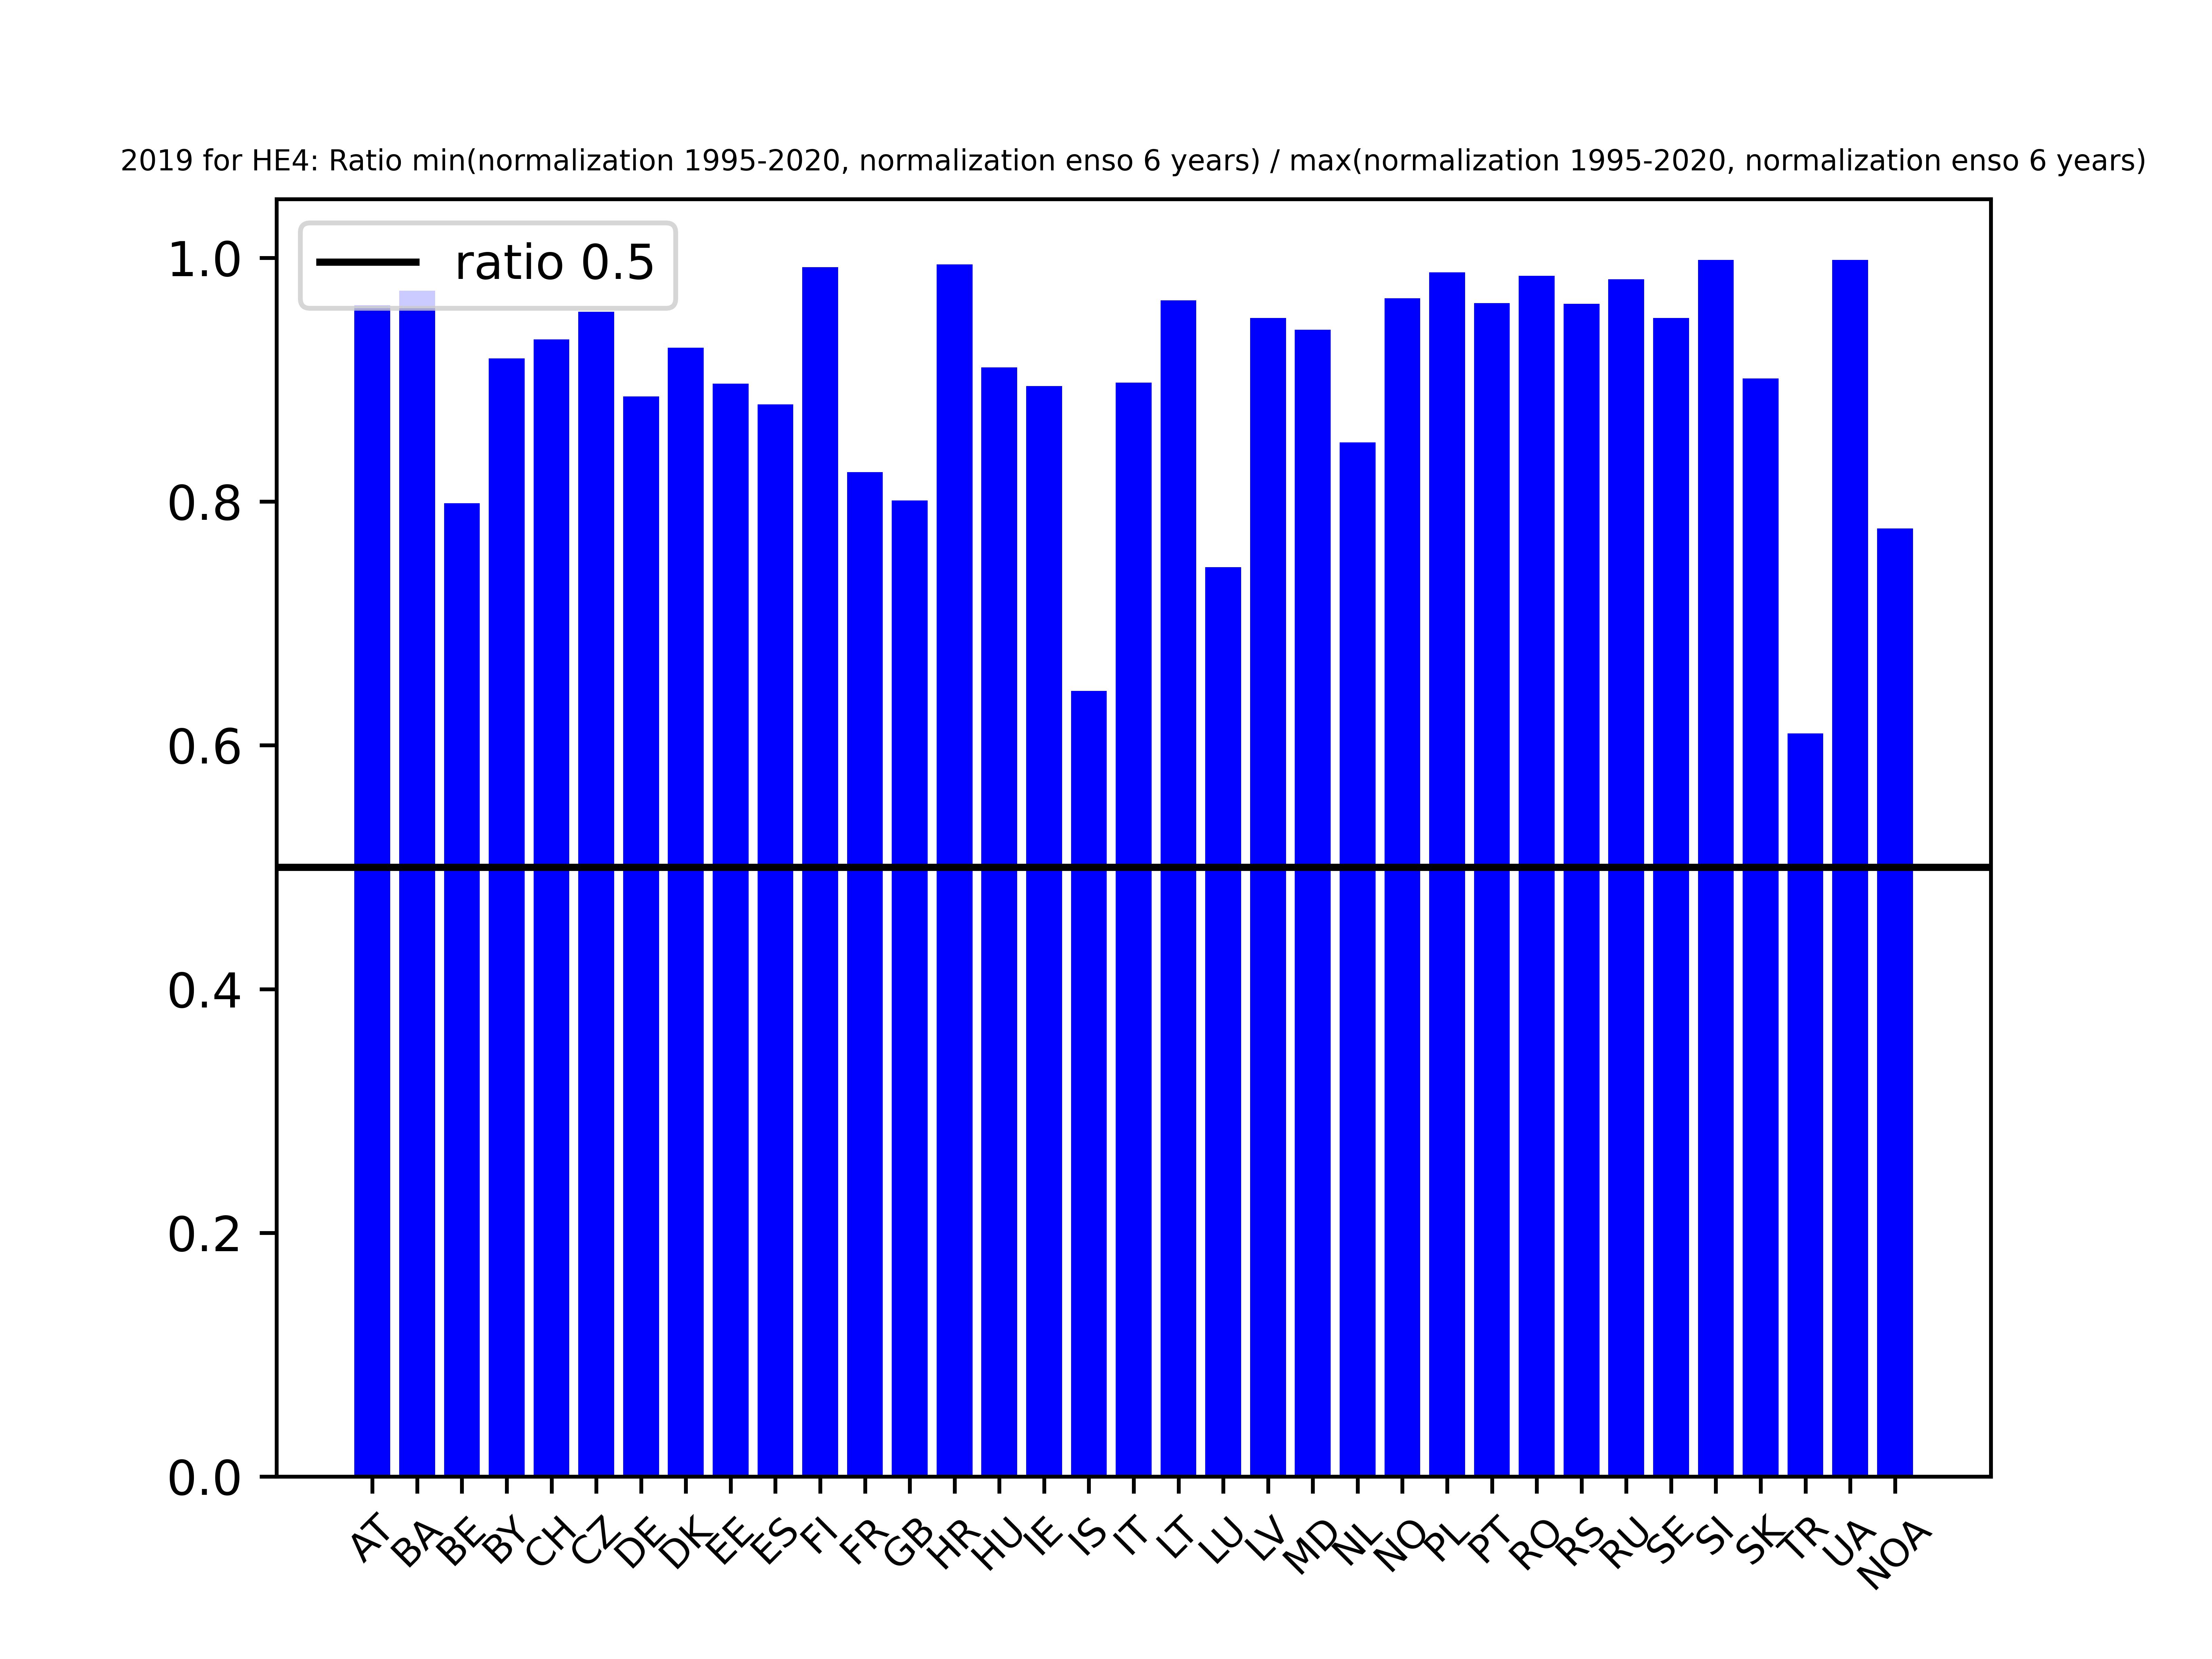 2019 for HE4: Ratio min(normalization 1995-2020, normalization enso 6 years) / max(normalization 1995-2020, normalization enso 6 years)
ratio 0.5
1.0
0.8
0.6
0.4
0.2
0.0
AT BA BE BY CH CZ DE DK EE ES FI FR GB HR HU IE IS IT LT LU LV MD NL NO PL PT RO RS RU SE SI SK TR UA NOA